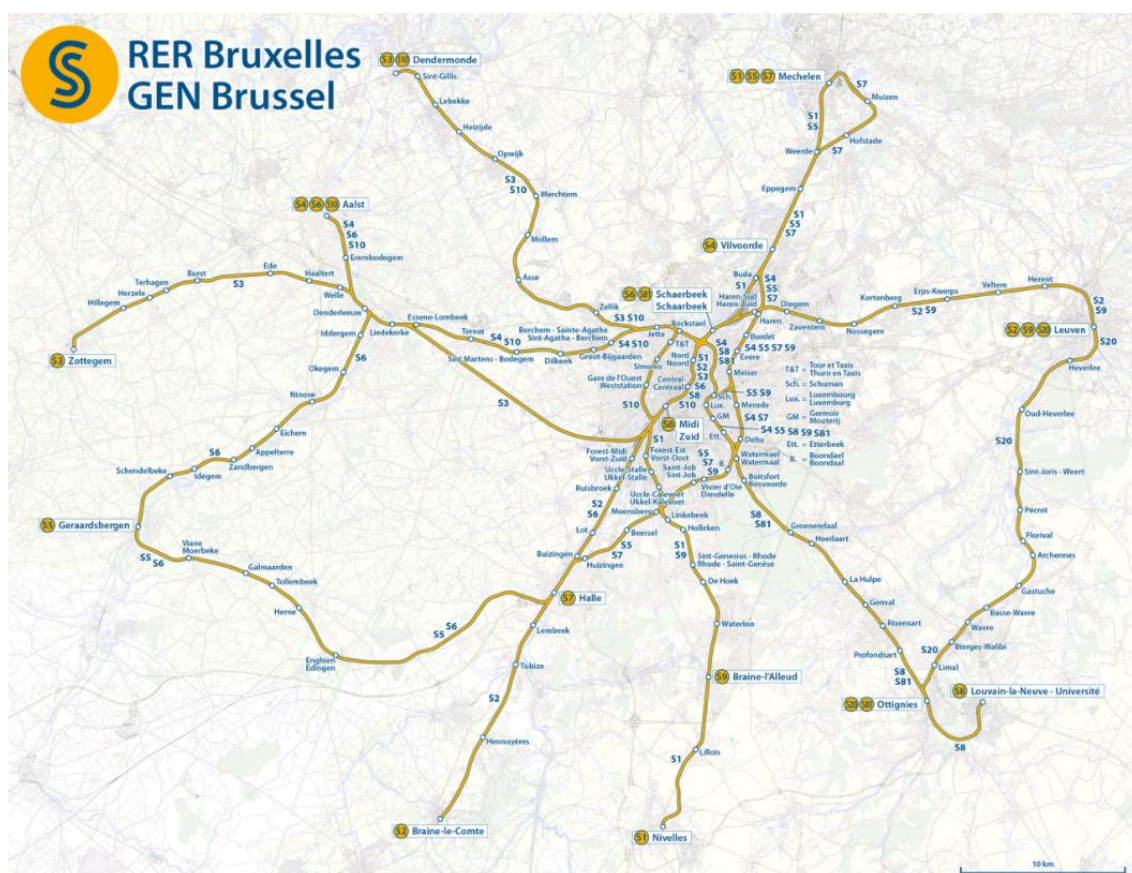 S
RER Bruxelles
GEN Brussel
S3 S10 Dendermonde
Sint-Gillis
Lebekke
Heizijde
Opwijk
S3
S10
Merchtem
Mollem
Asse
Zellik
S3 S10
S1 S5 S7 Mechelen
S7
Muizen
S1
S5
Hofstade
Weerde
S7
Eppegem
S1
S5
S7
S4 Vilvoorde
Buda
S1
S4
S5
S7
Haren-Sud
Haren-Zuid
Haren
Diegem
Zaventem
Nossegem
Kortenberg
Erps-Kwerps
S2 S9
Veltem
Herent
S2
S9
S2 S9 S20 Leuven
S20
Heverlee
Oud-Heverlee
S20
Sint-Joris - Weert
Pécrot
Florival
Archennes
Gastuche
Basse-Wavre
Wavre
Bierges-Walibi
S20
Limal
S4 S6 S10 Aalst
S4
S6
S10
Erembodegem
Ede
Haaltert
Burst
S3
Terhagen
Herzele
Hillegem
S3 Zottegem
Welle
Denderleeuw
Iddergem
Liedekerke
Essene-Lombeek
Ternat
S4
S10
Sint Martens - Bodegem
Dilbeek
Groot-Bijgaarden
Berchem - Sainte-Agathe
Sint-Agatha - Berchem
S4 S10
Jette
Bockstael
S6 S81 Schaerbeek
Schaarbeek
T&T
Simonis
Nord
Noord
S1
S2
S3
S6
S8
S10
Central
Centraal
Gare de l'Ouest
Weststation
S10
S8 Midi
Zuid
S4
S8
S81
Bordet
S4 S5 S7 S9
Evere
Meiser
Sch.
S5 S9
Lux.
Merode
GM
S4 S7
S4 S5 S8 S9 S81
Ett.
Delta
T&T = Tour et Taxis
Thurn en Taxis
Sch. = Schuman
Lux. = Luxembourg
Luxemburg
GM = Germoir
Mouterij
Ett. = Etterbeek
B. = Boondael
Boondaal
S6
Okegem
Ninove
Eichem
Appelterre
Zandbergen
S6
Idegem
Schendelbeke
S5 Geraardsbergen
S5
S6
Viane
Moerbeke
Galmaarden
Tollembeek
Herne
Enghien
Edingen
S5
S6
S3
S1
Forest-Midi
Vorst-Zuid
Forest-Est
Vorst-Oost
Uccle-Stalle
Ukkel-Stalle
Ruisbroek
S2
S6
Lot
Buizingen
Huizingen
S5
S7
Beersel
Uccle-Calevoet
Ukkel-Kalevoet
Moensberg
Linkebeek
Holleken
Saint-Job
Sint-Job
S5
S7
S9
B.
Vivier d'Oie
Diesdelle
Watermael
Watermaal
Boitsfort
Bosvoorde
S8
S81
Groenendaal
Hoeilaart
La Hulpe
Genval
Rixensart
Profondsart
S8
S81
S20 S81 Ottignies
S8
S8 Louvain-la-Neuve - Université
S1
S9
Sint-Genesius - Rhode
Rhode - Saint-Genèse
De Hoek
Waterloo
S9 Braine-l'Alleud
Lillois
S1
S1 Nivelles
S7 Halle
Lembeek
Tubize
S2
Hennuyères
S2 Braine-le-Comte
10 km